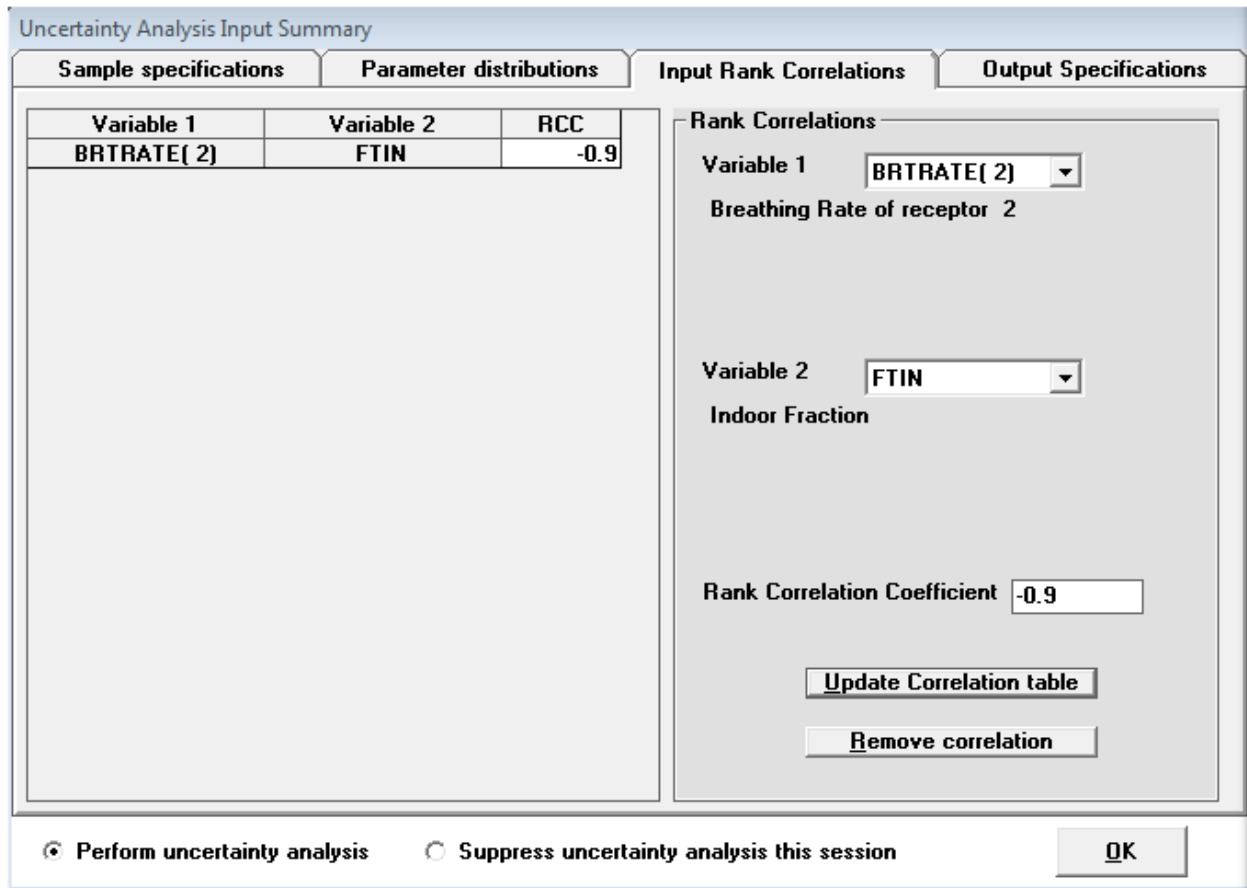 Uncertainty Analysis Input Summary
Sample specifications Parameter distributions Input Rank Correlations Output Specifications
Variable 1 Variable 2 RCC
BRTRATE( 2) FTIN -0.9
Rank Correlations
Variable 1 BRTRATE( 2)
Breathing Rate of receptor 2
Variable 2 FTIN
Indoor Fraction
Rank Correlation Coefficient -0.9
Update Correlation table
Remove correlation
Perform uncertainty analysis Suppress uncertainty analysis this session OK